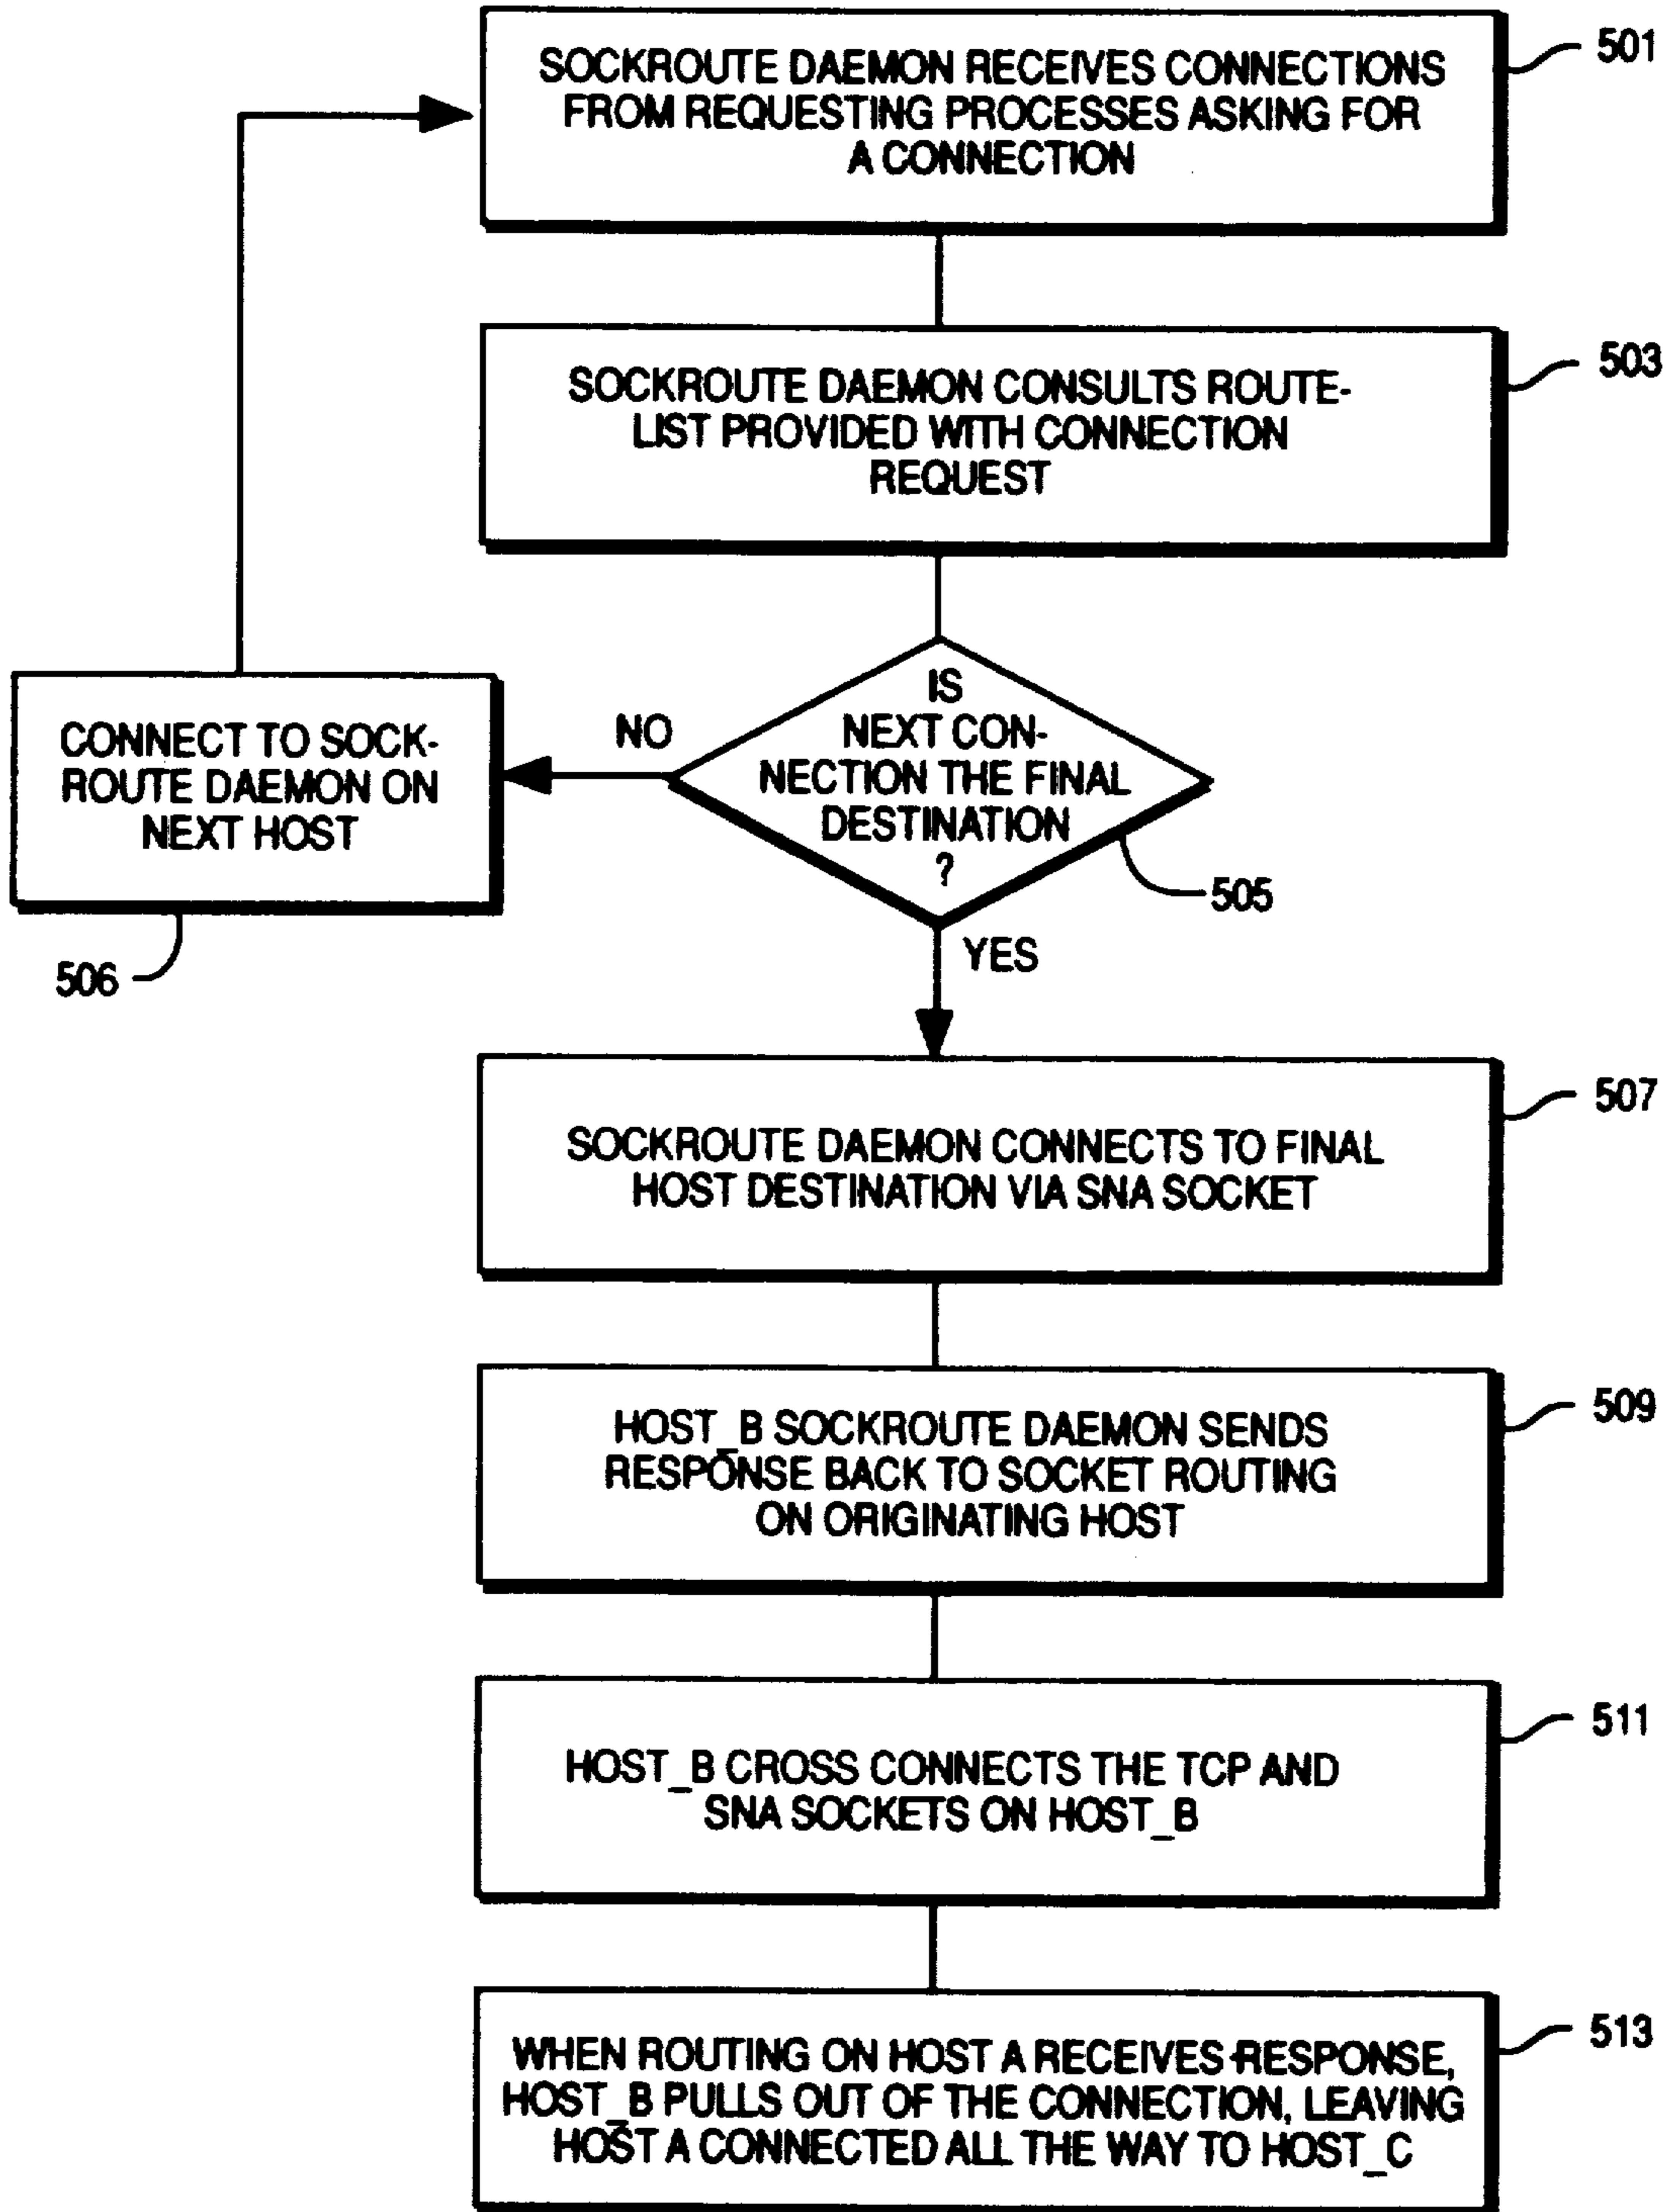 SOCKROUTE DAEMON RECEIVES CONNECTIONS
FROM REQUESTING PROCESSES ASKING FOR
A CONNECTION
501
SOCKROUTE DAEMON CONSULTS ROUTE-
LIST PROVIDED WITH CONNECTION
REQUEST
503
IS
NEXT CON-
NECTION THE FINAL
DESTINATION
?
505
NO
CONNECT TO SOCK-
ROUTE DAEMON ON
NEXT HOST
506
YES
SOCKROUTE DAEMON CONNECTS TO FINAL
HOST DESTINATION VIA SNA SOCKET
507
HOST_B SOCKROUTE DAEMON SENDS
RESPONSE BACK TO SOCKET ROUTING
ON ORIGINATING HOST
509
HOST_B CROSS CONNECTS THE TCP AND
SNA SOCKETS ON HOST_B
511
WHEN ROUTING ON HOST A RECEIVES RESPONSE,
HOST_B PULLS OUT OF THE CONNECTION, LEAVING
HOST A CONNECTED ALL THE WAY TO HOST_C
513